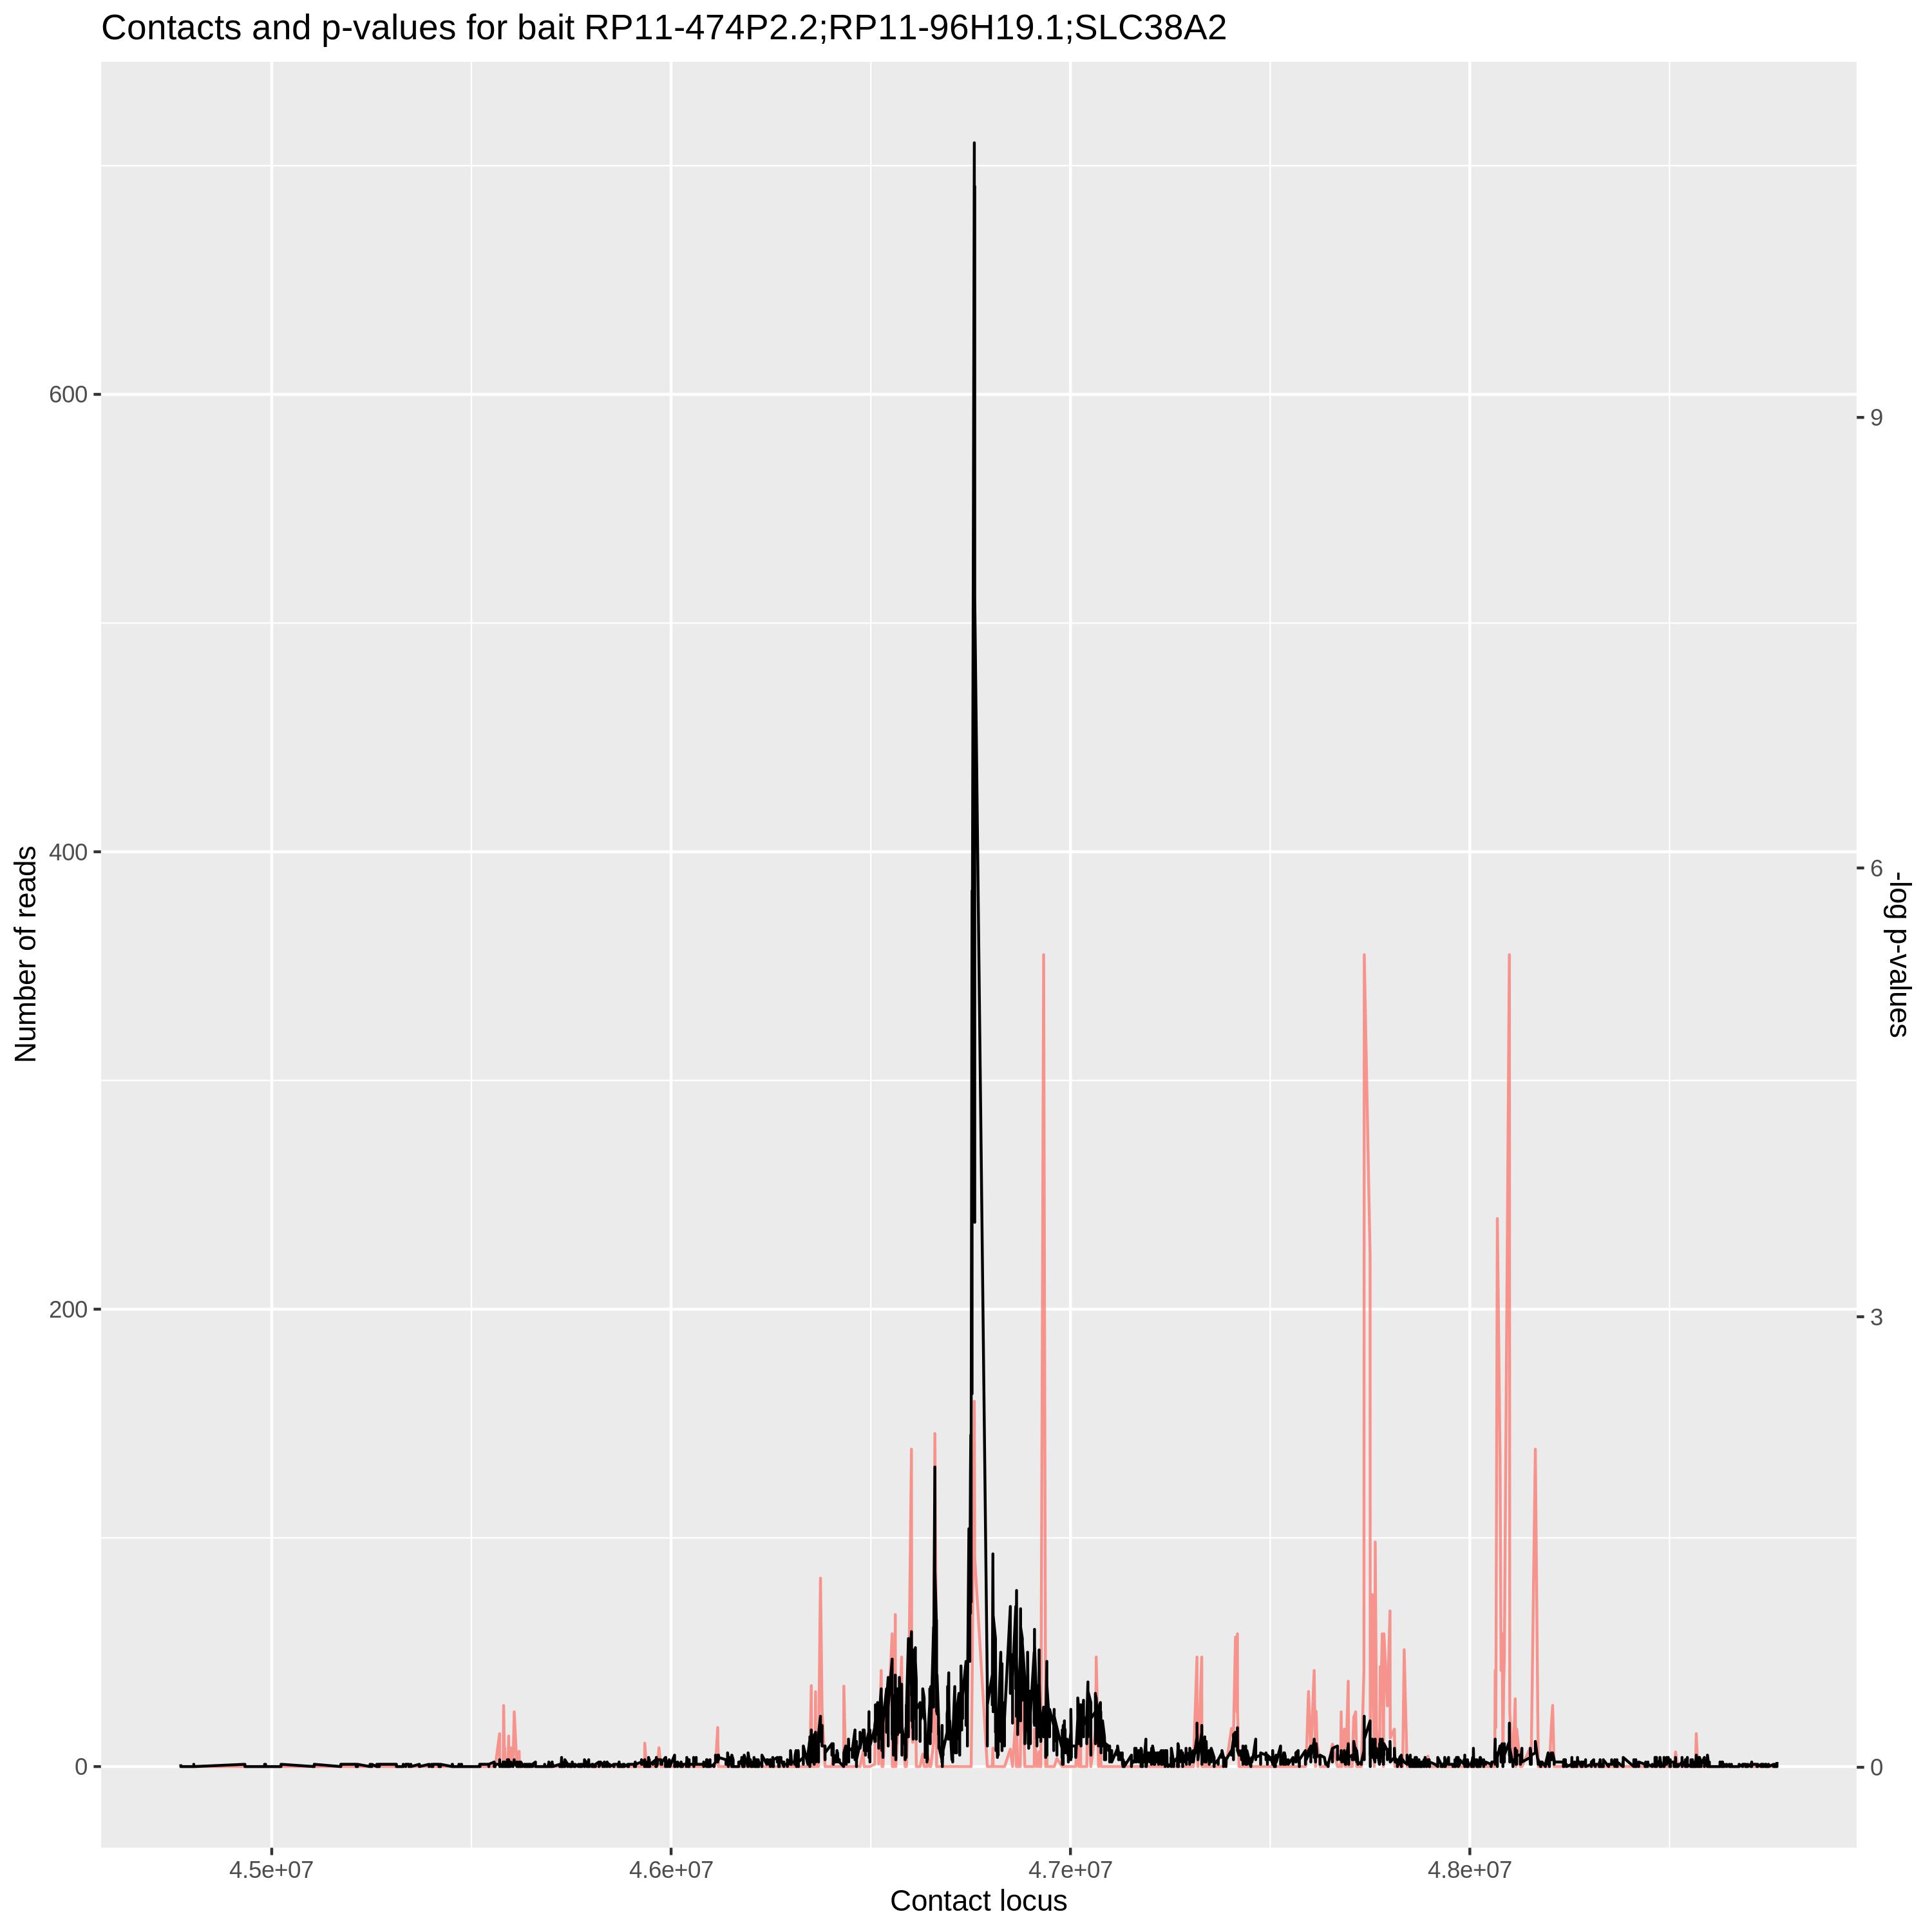 Contacts and p-values for bait RP11-474P2.2;RP11-96H19.1;SLC38A2
Number of reads
600
400
200
0
9
6
3
0
-log p-values
4.5e+07
4.6e+07
4.7e+07
4.8e+07
Contact locus